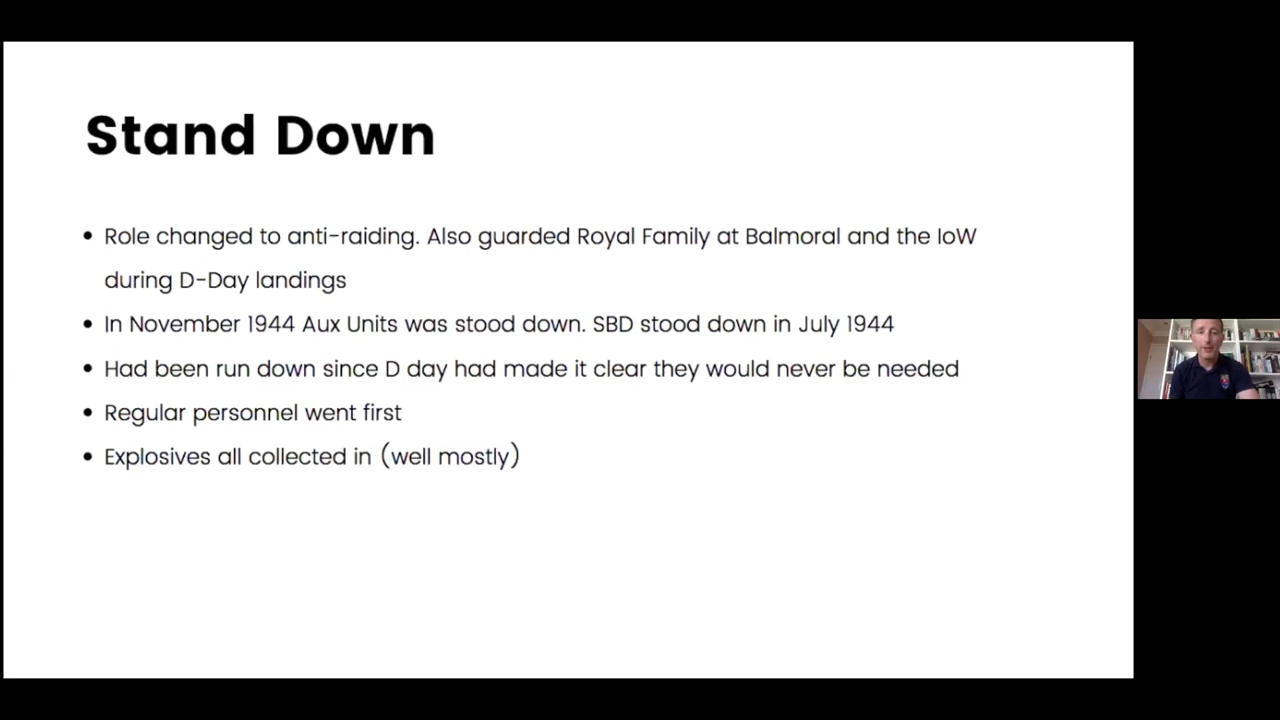 Stand Down
• Role changed to anti-raiding. Also guarded Royal Family at Balmoral and the IoW
during D-Day landings
• In November 1944 Aux Units was stood down. SBD stood down in July 1944
• Had been run down since D day had made it clear they would never be needed
• Regular personnel went first
• Explosives all collected in (well mostly)